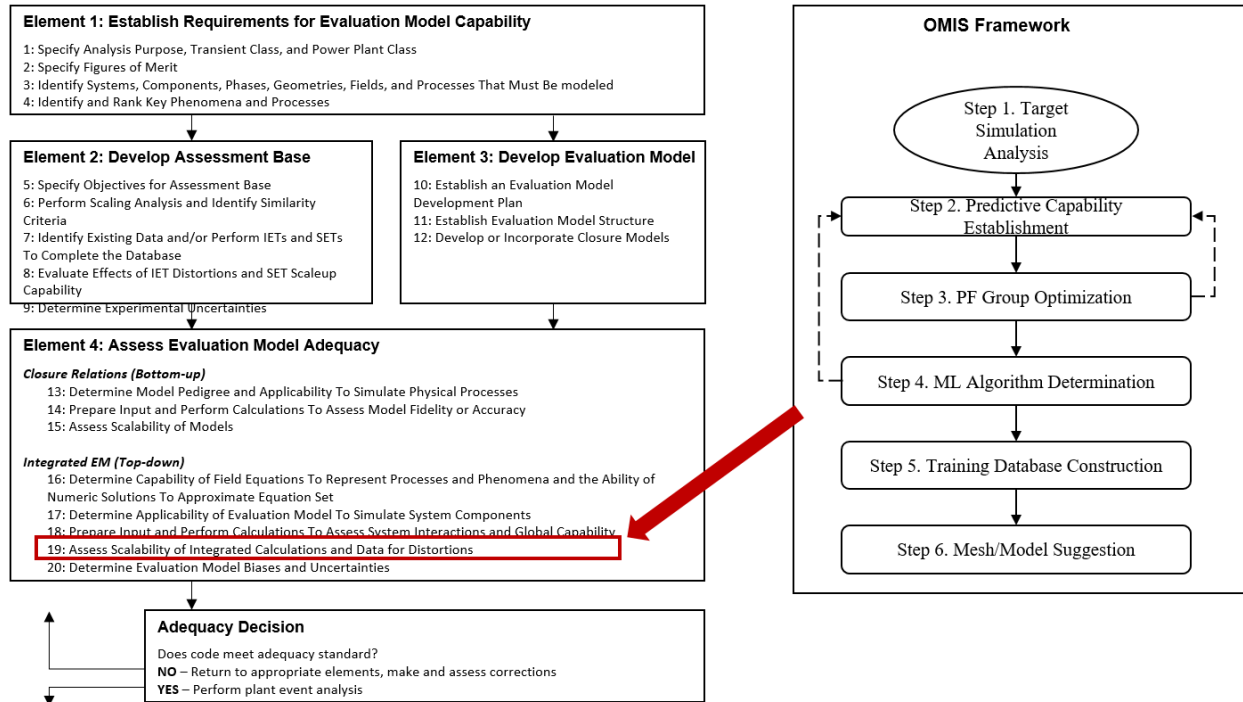 Element 1: Establish Requirements for Evaluation Model Capability
1: Specify Analysis Purpose, Transient Class, and Power Plant Class
2: Specify Figures of Merit
3: Identify Systems, Components, Phases, Geometries, Fields, and Processes That Must Be modeled
4: Identify and Rank Key Phenomena and Processes
Element 2: Develop Assessment Base
5: Specify Objectives for Assessment Base
6: Perform Scaling Analysis and Identify Similarity
Criteria
7: Identify Existing Data and/or Perform IETs and SETs
To Complete the Database
8: Evaluate Effects of IET Distortions and SET Scaleup
Capability
9: Determine Experimental Uncertainties
Element 3: Develop Evaluation Model
10: Establish an Evaluation Model
Development Plan
11: Establish Evaluation Model Structure
12: Develop or Incorporate Closure Models
Element 4: Assess Evaluation Model Adequacy
Closure Relations (Bottom-up)
13: Determine Model Pedigree and Applicability To Simulate Physical Processes
14: Prepare Input and Perform Calculations To Assess Model Fidelity or Accuracy
15: Assess Scalability of Models
Integrated EM (Top-down)
16: Determine Capability of Field Equations To Represent Processes and Phenomena and the Ability of
Numeric Solutions To Approximate Equation Set
17: Determine Applicability of Evaluation Model To Simulate System Components
18: Prepare Input and Perform Calculations To Assess System Interactions and Global Capability
19: Assess Scalability of Integrated Calculations and Data for Distortions
20: Determine Evaluation Model Biases and Uncertainties
Adequacy Decision
Does code meet adequacy standard?
NO – Return to appropriate elements, make and assess corrections
YES – Perform plant event analysis
OMIS Framework
Step 1. Target
Simulation
Analysis
Step 2. Predictive Capability
Establishment
Step 3. PF Group Optimization
Step 4. ML Algorithm Determination
Step 5. Training Database Construction
Step 6. Mesh/Model Suggestion